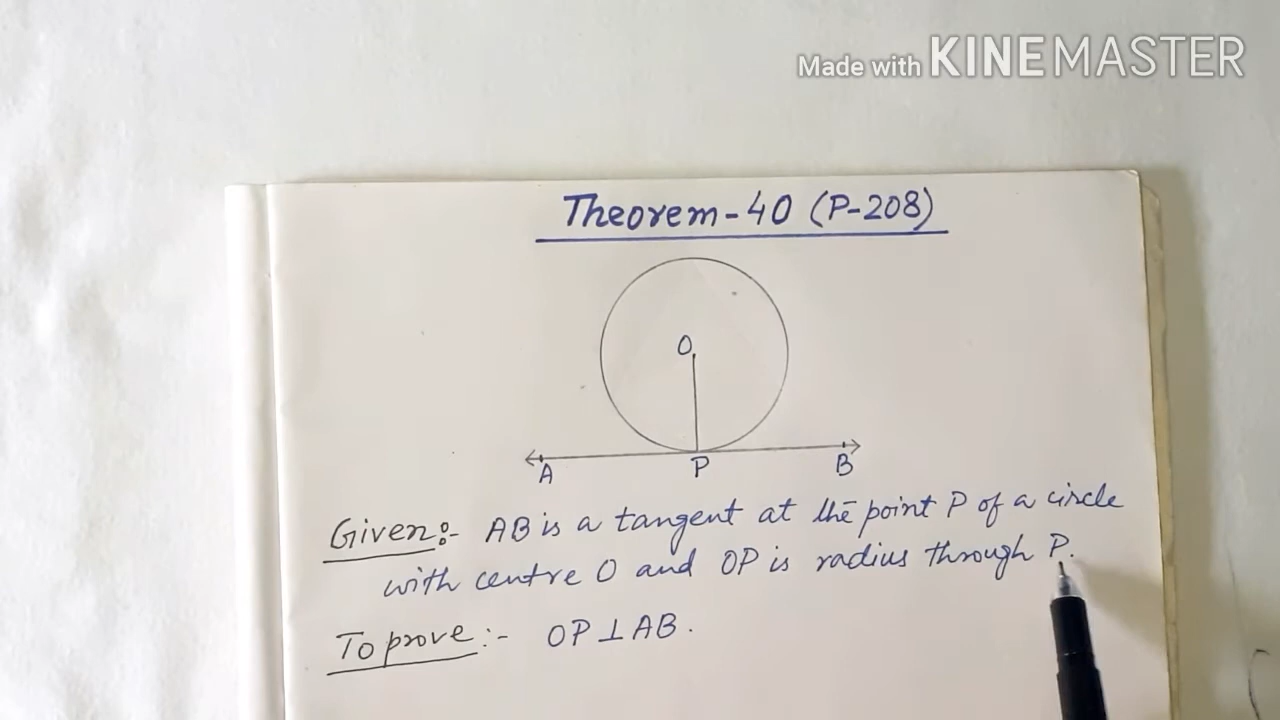 Made with KINEMASTER
Theorem-40 (P-208)
O
A
P
B
Given:- AB is a tangent at the point P of a circle
with centre O and OP is radius through P.
To prove:- OP⊥AB.